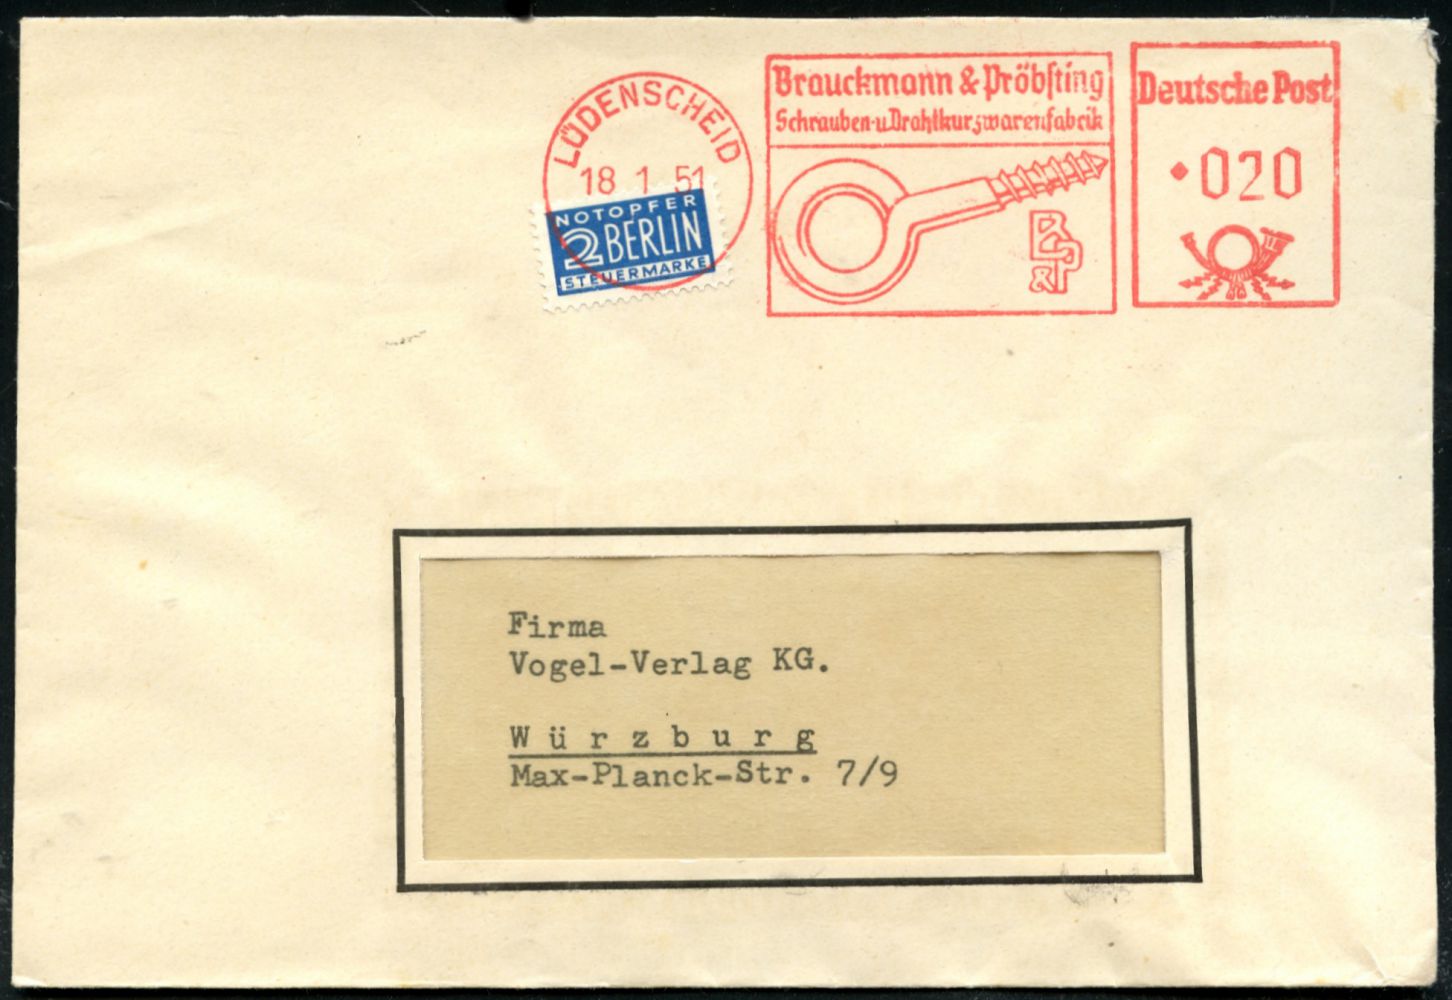 LÜDENSCHEID
18 1 51
NOTOPFER
2 BERLIN
STEUERMARKE
Brauckmann & Pröbsting
Schrauben- u. Drahtkurzwarenfabrik
B
&P
Deutsche Post
020
Firma
Vogel-Verlag KG.
Würzburg
Max-Planck-Str. 7/9